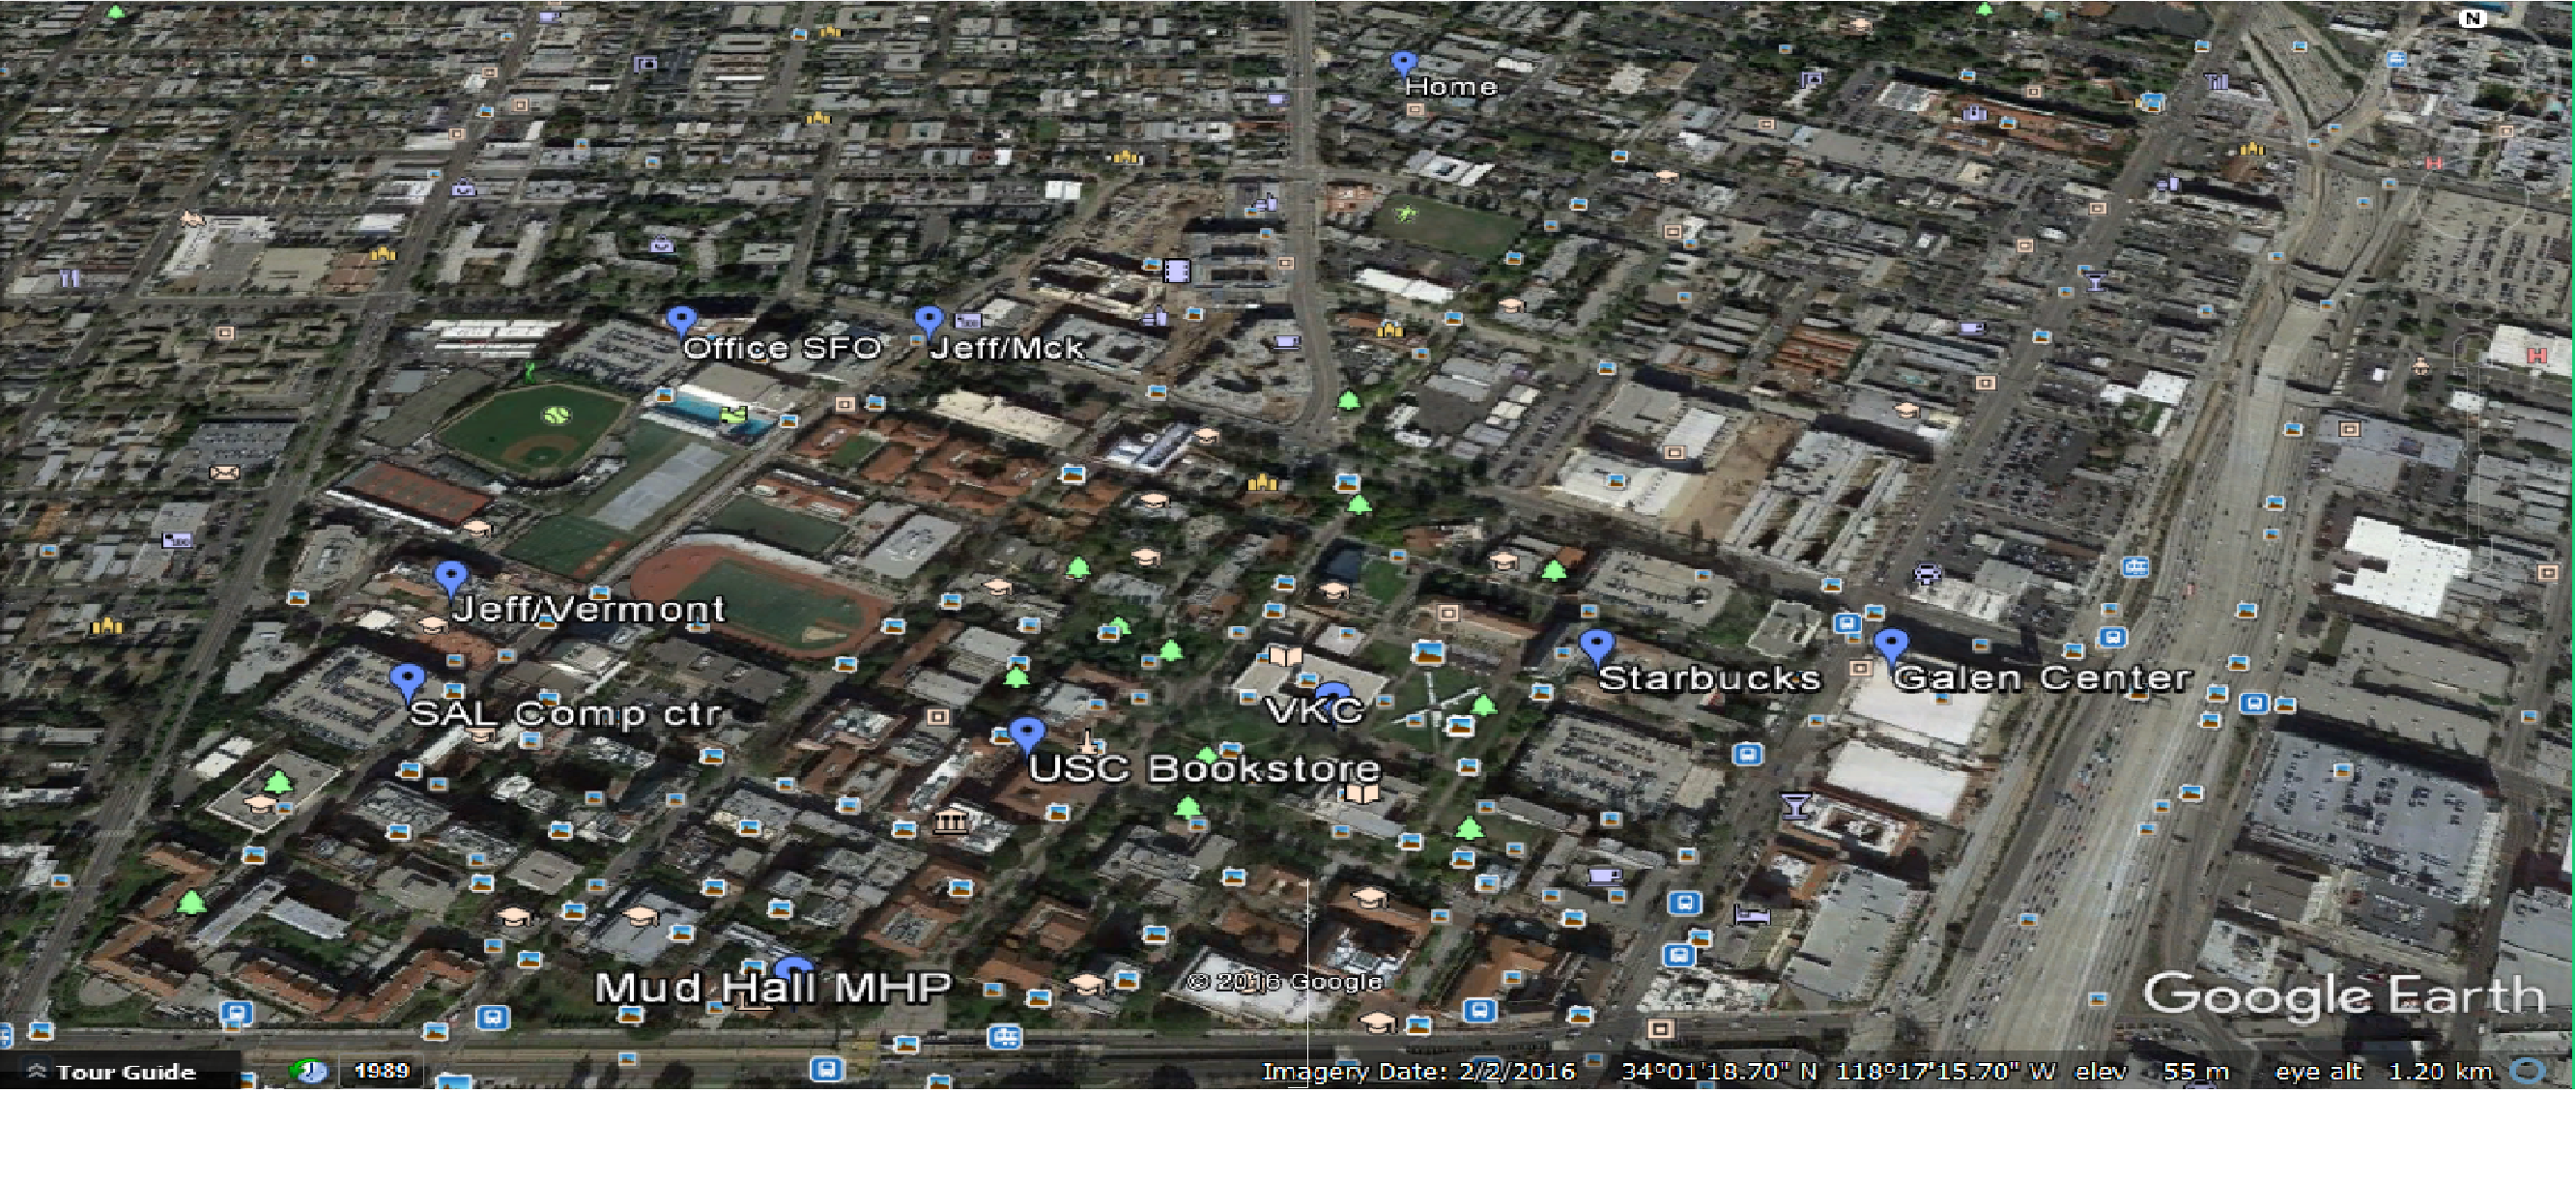 N
Home
Office SFO
Jeff/Mck
Jeff/Vermont
Starbucks
Galen Center
SAL Comp ctr
VKC
USC Bookstore
Mud Hall MHP
© 2016 Google
Google Earth
Tour Guide
1989
Imagery Date: 2/2/2016 34°01'18.70" N 118°17'15.70" W elev 55 m eye alt 1.20 km